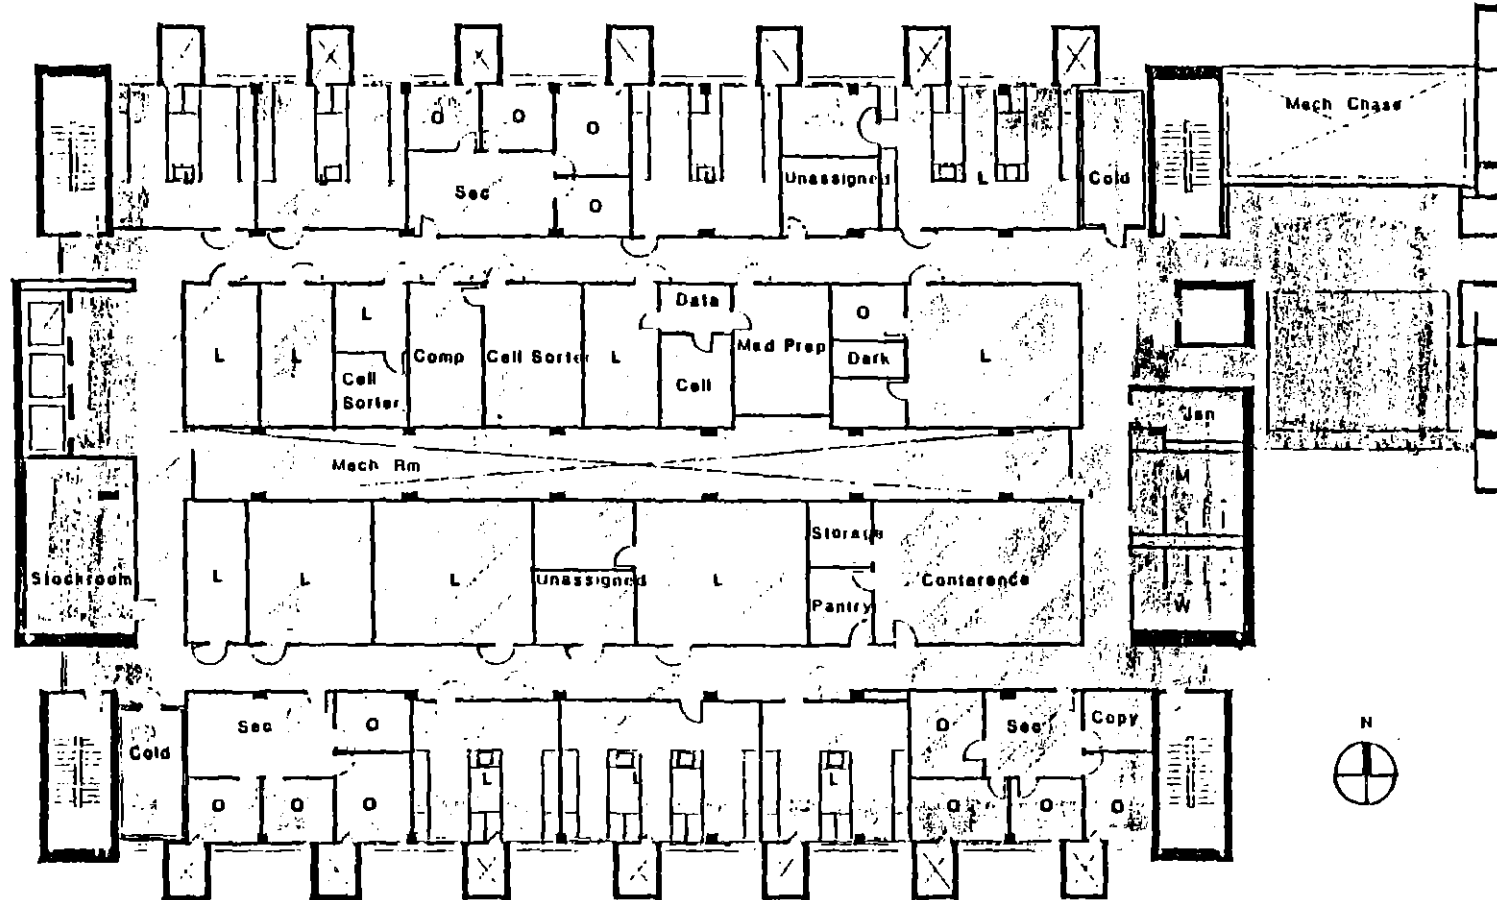 Mech Chase
O
O
O
L
L
Sec
Unassigned
L
L
Cold
O
Data
O
L
L
L
Comp
Cell Sorter
L
Med Prep
Dark
L
Cell
Sorter
Cell
Jan
Mech Rm
M
Storage
Stockroom
L
L
L
Unassigned
L
Conference
Pantry
W
Sec
O
O
Sec
Copy
N
Cold
L
L
L
O
O
O
O
O
O